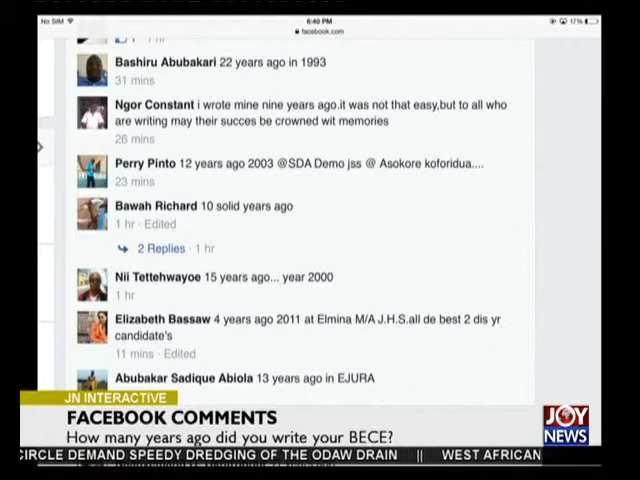 No SIM
6:40 PM
17%
facebook.com
1 hr
Bashiru Abubakari 22 years ago in 1993
31 mins
Ngor Constant i wrote mine nine years ago.it was not that easy,but to all who
are writing may their succes be crowned wit memories
26 mins
Perry Pinto 12 years ago 2003 @SDA Demo jss @ Asokore koforidua....
23 mins
Bawah Richard 10 solid years ago
1 hr · Edited
2 Replies · 1 hr
Nii Tettehwayoe 15 years ago... year 2000
1 hr
Elizabeth Bassaw 4 years ago 2011 at Elmina M/A J.H.S.all de best 2 dis yr
candidate's
11 mins · Edited
Abubakar Sadique Abiola 13 years ago in EJURA
JN INTERACTIVE
FACEBOOK COMMENTS
How many years ago did you write your BECE?
JOY
NEWS
CIRCLE DEMAND SPEEDY DREDGING OF THE ODAW DRAIN || WEST AFRICAN